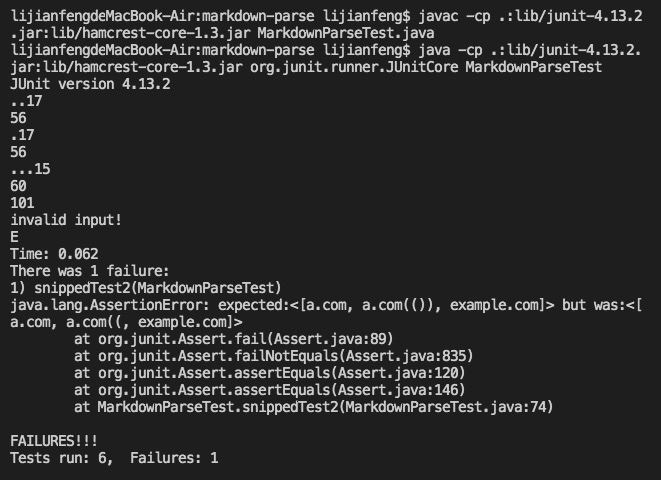 lijianfengdeMacBook-Air:markdown-parse lijianfeng$ javac -cp .:lib/junit-4.13.2
.jar:lib/hamcrest-core-1.3.jar MarkdownParseTest.java
lijianfengdeMacBook-Air:markdown-parse lijianfeng$ java -cp .:lib/junit-4.13.2.
jar:lib/hamcrest-core-1.3.jar org.junit.runner.JUnitCore MarkdownParseTest
JUnit version 4.13.2
..17
56
.17
56
...15
60
101
invalid input!
E
Time: 0.062
There was 1 failure:
1) snippedTest2(MarkdownParseTest)
java.lang.AssertionError: expected:<[a.com, a.com(()), example.com]> but was:<[
a.com, a.com((, example.com]>
        at org.junit.Assert.fail(Assert.java:89)
        at org.junit.Assert.failNotEquals(Assert.java:835)
        at org.junit.Assert.assertEquals(Assert.java:120)
        at org.junit.Assert.assertEquals(Assert.java:146)
        at MarkdownParseTest.snippedTest2(MarkdownParseTest.java:74)

FAILURES!!!
Tests run: 6,  Failures: 1